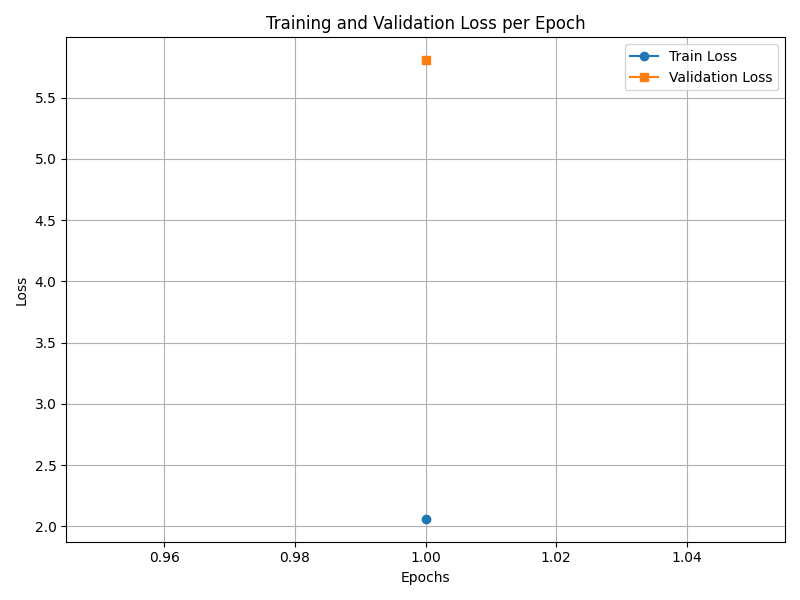 Training and Validation Loss per Epoch
Train Loss
Validation Loss
5.5
5.0
4.5
4.0
3.5
3.0
2.5
2.0
Loss
0.96
0.98
1.00
1.02
1.04
Epochs